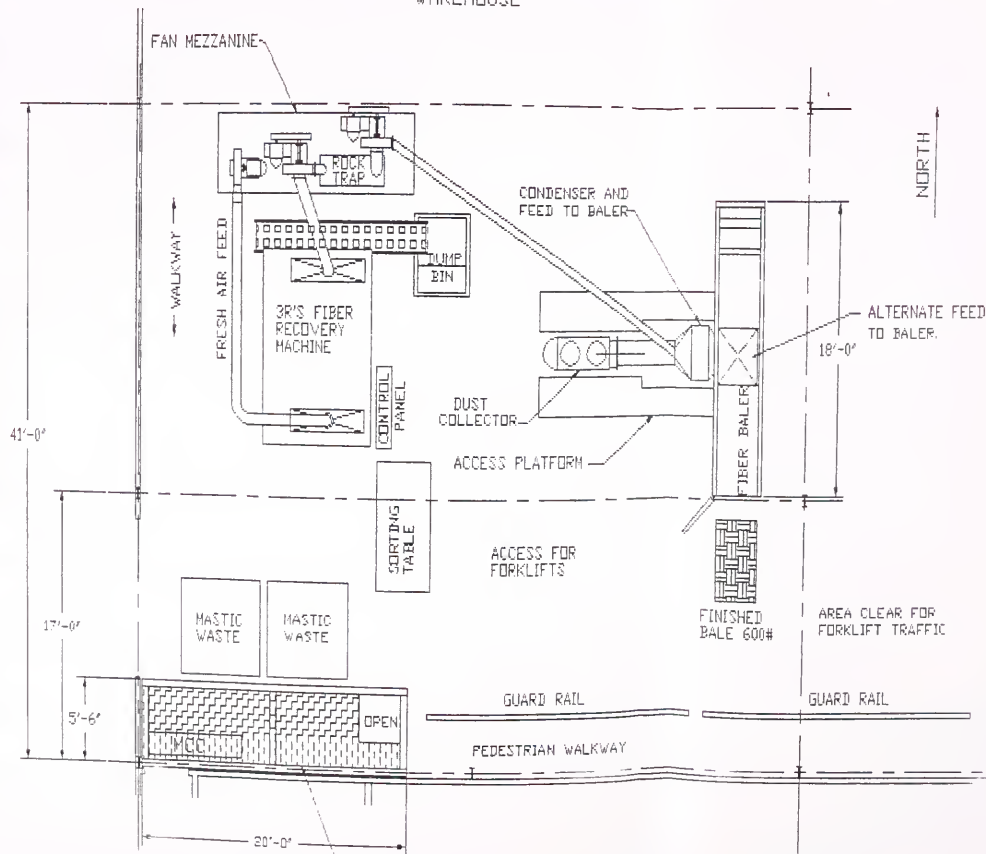 WAREHOUSE
FAN MEZZANINE
ROCK
TRAP
NORTH
CONDENSER AND
FEED TO BALER
WALKWAY
FRESH AIR FEED
DUMP
BIN
3R'S FIBER
RECOVERY
MACHINE
ALTERNATE FEED
TO BALER.
18'-0"
CONTROL
PANEL
DUST
COLLECTOR
FIBER BALER
41'-0"
ACCESS PLATFORM
SORTING
TABLE
ACCESS FOR
FORKLIFTS
17'-0"
MASTIC
WASTE
MASTIC
WASTE
FINISHED
BALE 600#
AREA CLEAR FOR
FORKLIFT TRAFFIC
5'-6"
OPEN
GUARD RAIL
GUARD RAIL
MCC
PEDESTRIAN WALKWAY
20'-0"